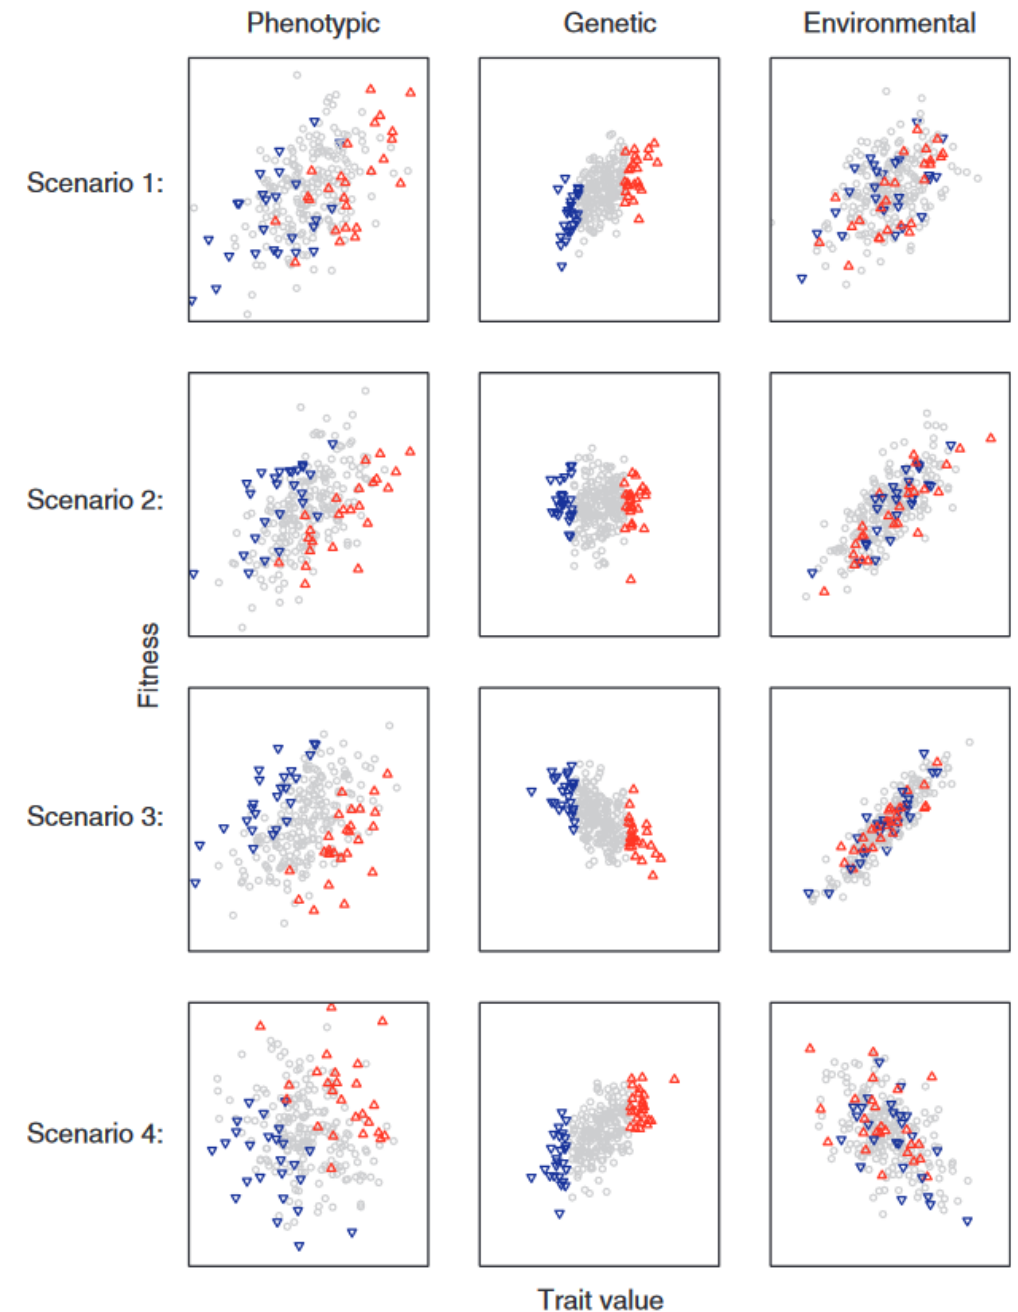 Phenotypic Genetic Environmental
Scenario 1:
Scenario 2:
Fitness
Scenario 3:
Scenario 4:
Trait value